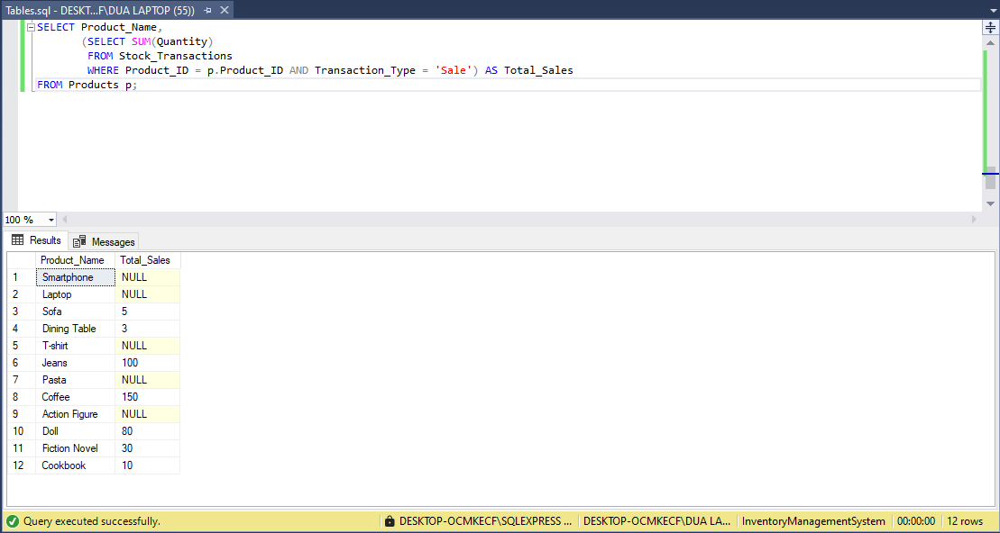 Tables.sql - DESKT...F\DUA LAPTOP (55))
SELECT Product_Name,
(SELECT SUM(Quantity)
FROM Stock_Transactions
WHERE Product_ID = p.Product_ID AND Transaction_Type = 'Sale') AS Total_Sales
FROM Products p;
100 %
Results Messages
Product_Name Total_Sales
1 Smartphone NULL
2 Laptop NULL
3 Sofa 5
4 Dining Table 3
5 T-shirt NULL
6 Jeans 100
7 Pasta NULL
8 Coffee 150
9 Action Figure NULL
10 Doll 80
11 Fiction Novel 30
12 Cookbook 10
Query executed successfully. DESKTOP-OCMKECF\SQLEXPRESS ... DESKTOP-OCMKECF\DUA LA... InventoryManagementSystem 00:00:00 12 rows